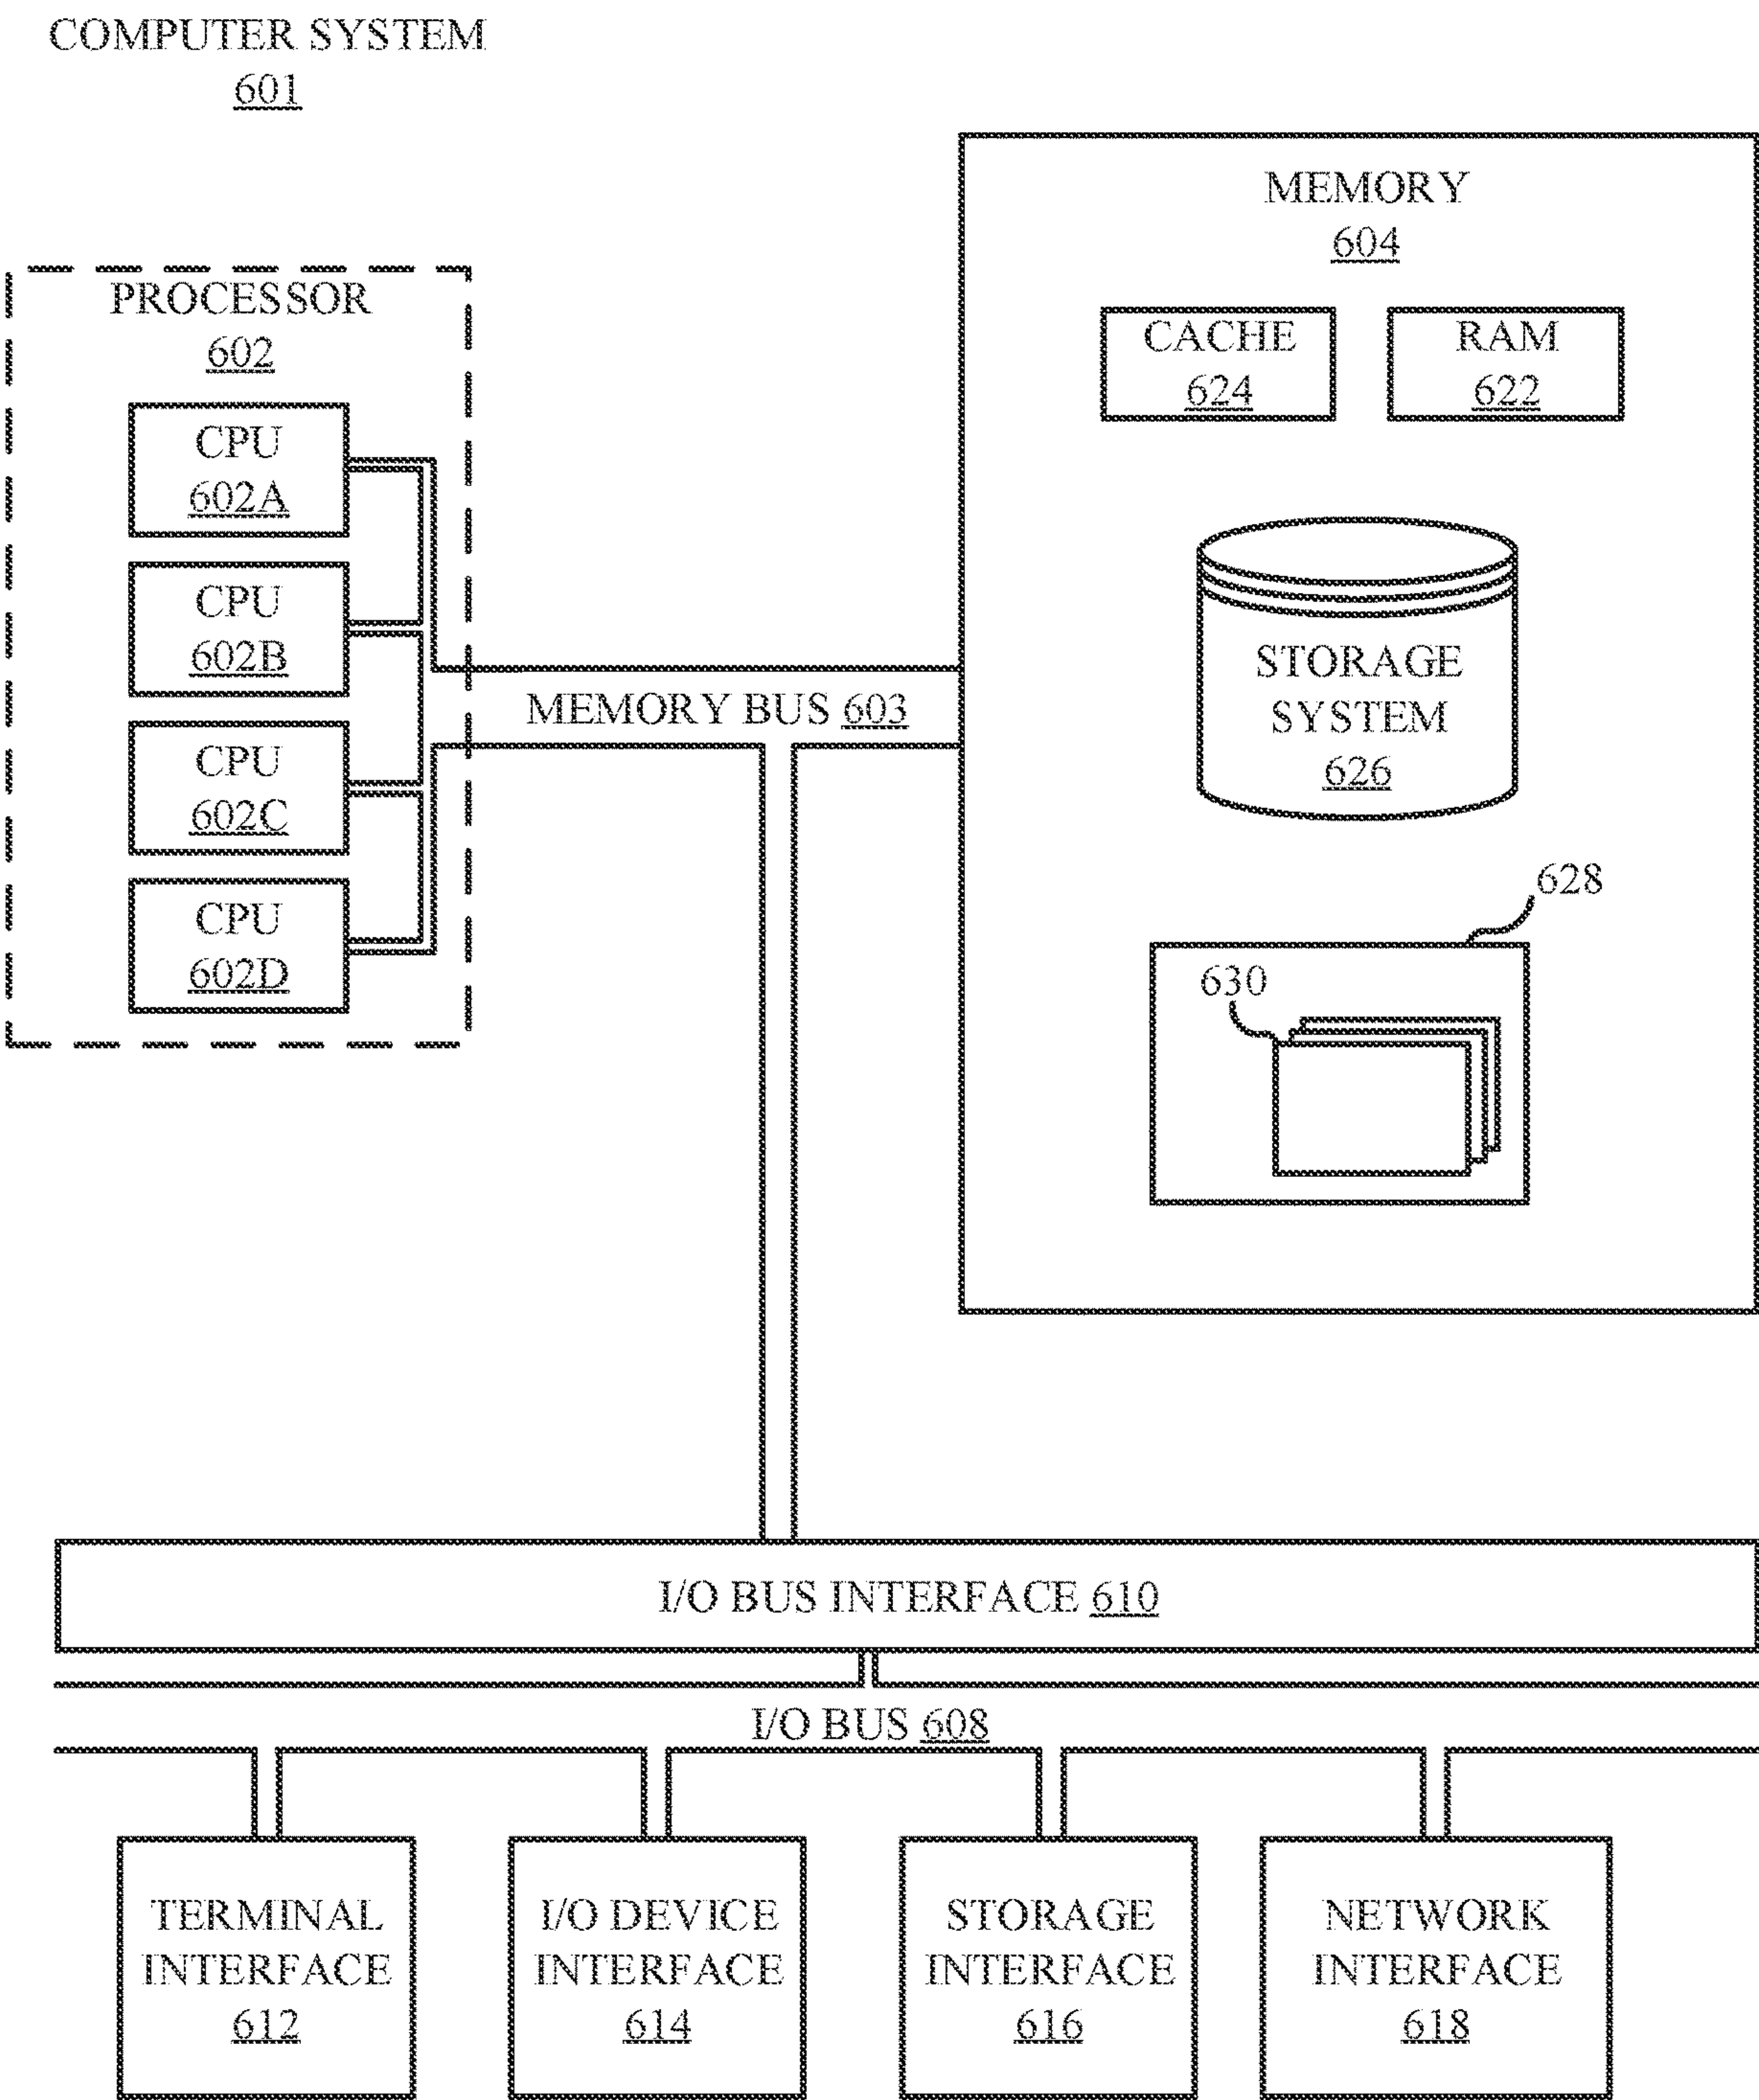 COMPUTER SYSTEM
601
PROCESSOR
602
CPU
602A
CPU
602B
CPU
602C
CPU
602D
MEMORY BUS 603
MEMORY
604
CACHE
624
RAM
622
STORAGE
SYSTEM
626
628
630
I/O BUS INTERFACE 610
I/O BUS 608
TERMINAL
INTERFACE
612
I/O DEVICE
INTERFACE
614
STORAGE
INTERFACE
616
NETWORK
INTERFACE
618